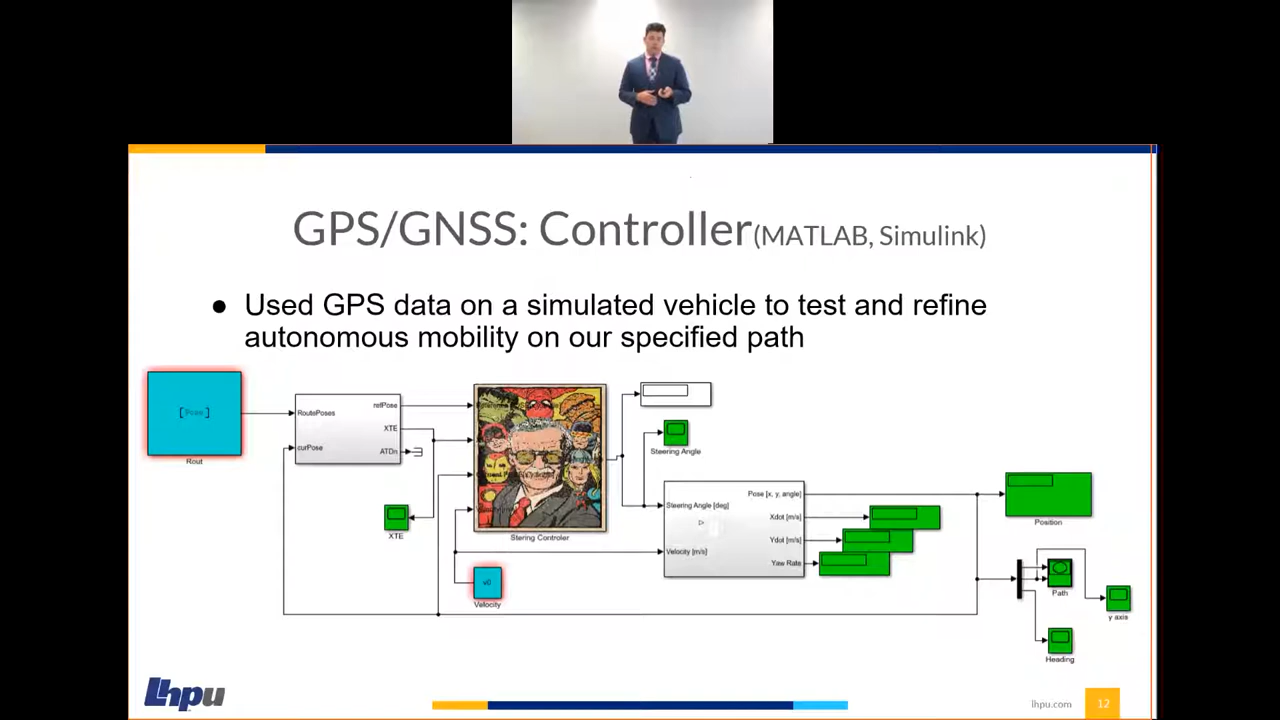 GPS/GNSS: Controller(MATLAB, Simulink)
● Used GPS data on a simulated vehicle to test and refine
autonomous mobility on our specified path
[Pose]
Rout
RoutePoses
curPose
refPose
XTE
ATDn
XTE
Stering Controler
v0
Velocity
Steering Angle
Steering Angle [deg]
Velocity [m/s]
Pose [x, y, angle]
Xdot [m/s]
Ydot [m/s]
Yaw Rate
Position
Path
y axis
Heading
lhpu
lhpu.com
12